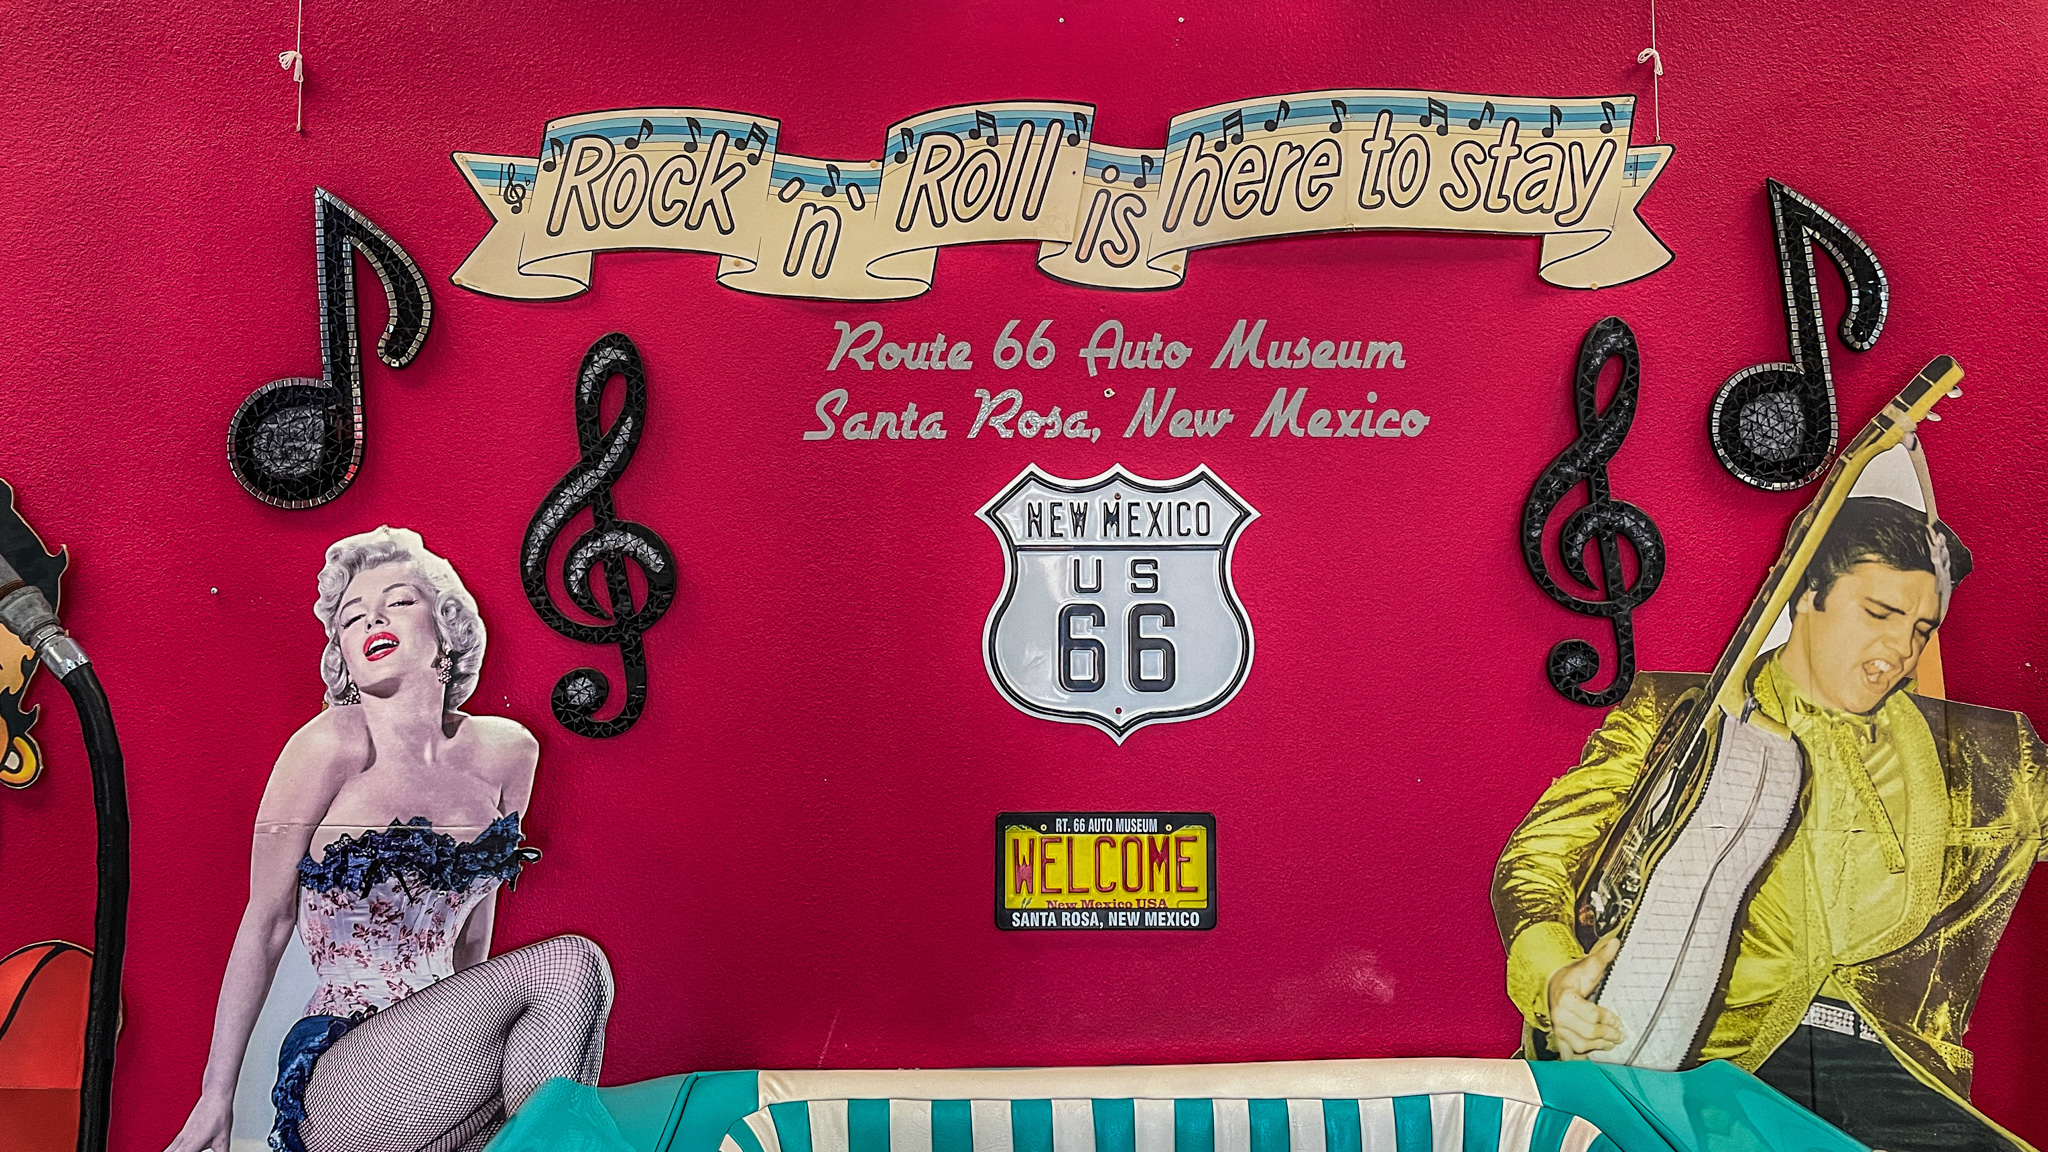 Rock 'n' Roll is here to stay
Route 66 Auto Museum
Santa Rosa, New Mexico
NEW MEXICO
US
66
RT. 66 AUTO MUSEUM
WELCOME
New Mexico USA
SANTA ROSA, NEW MEXICO